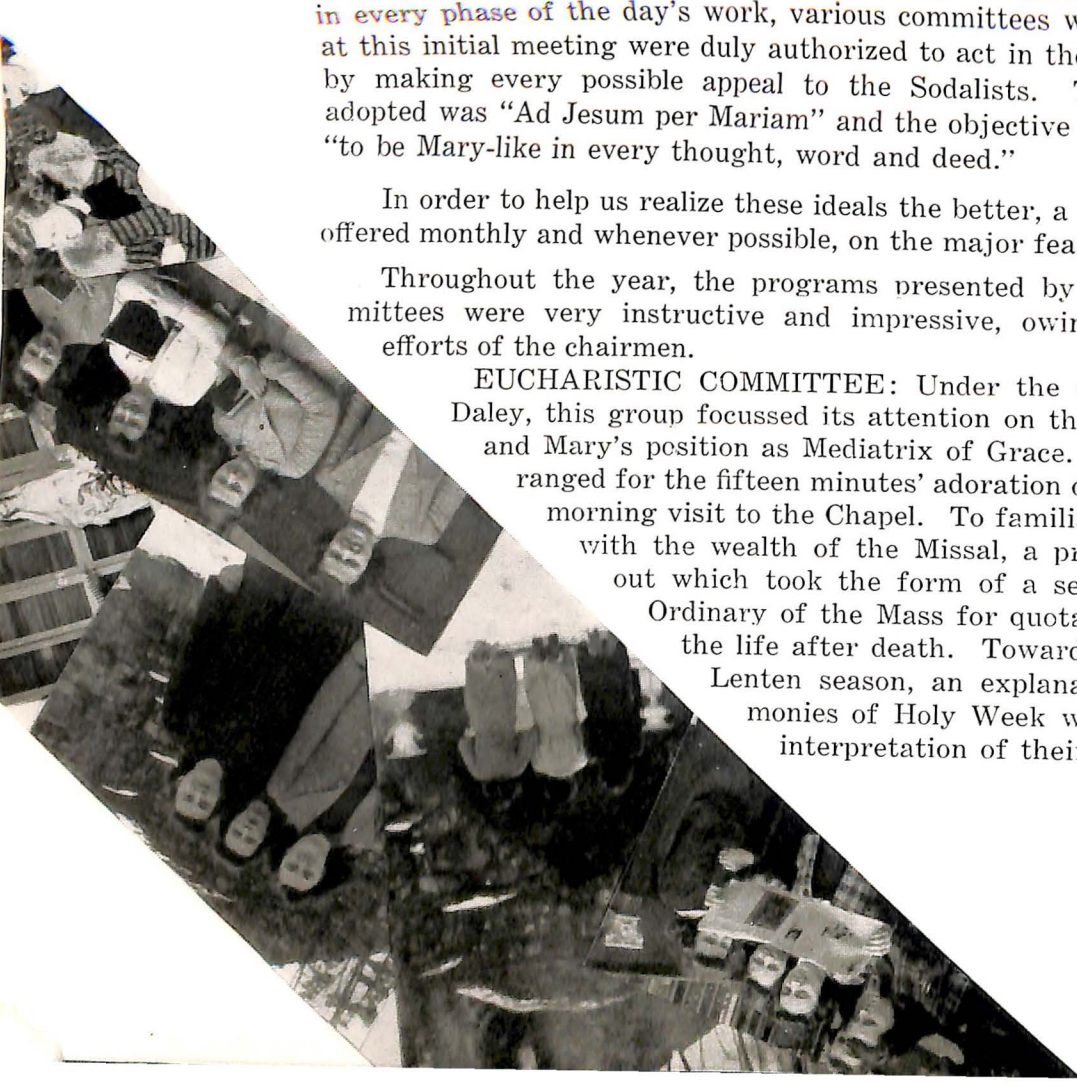 in every phase of the day's work, various committees
at this initial meeting were duly authorized to act in
by making every possible appeal to the Sodalists.
adopted was “Ad Jesum per Mariam” and the objective
“to be Mary-like in every thought, word and deed.”
In order to help us realize these ideals the better, a
offered monthly and whenever possible, on the major
Throughout the year, the programs presented by
mittees were very instructive and impressive,
efforts of the chairmen.
EUCHARISTIC COMMITTEE: Under the
Daley, this group focussed its attention on
and Mary's position as Mediatrix of Grace.
ranged for the fifteen minutes' adoration
morning visit to the Chapel. To
with the wealth of the Missal, a
out which took the form of a
Ordinary of the Mass for
the life after death.
Lenten season, an
monies of Holy Week
interpretation of